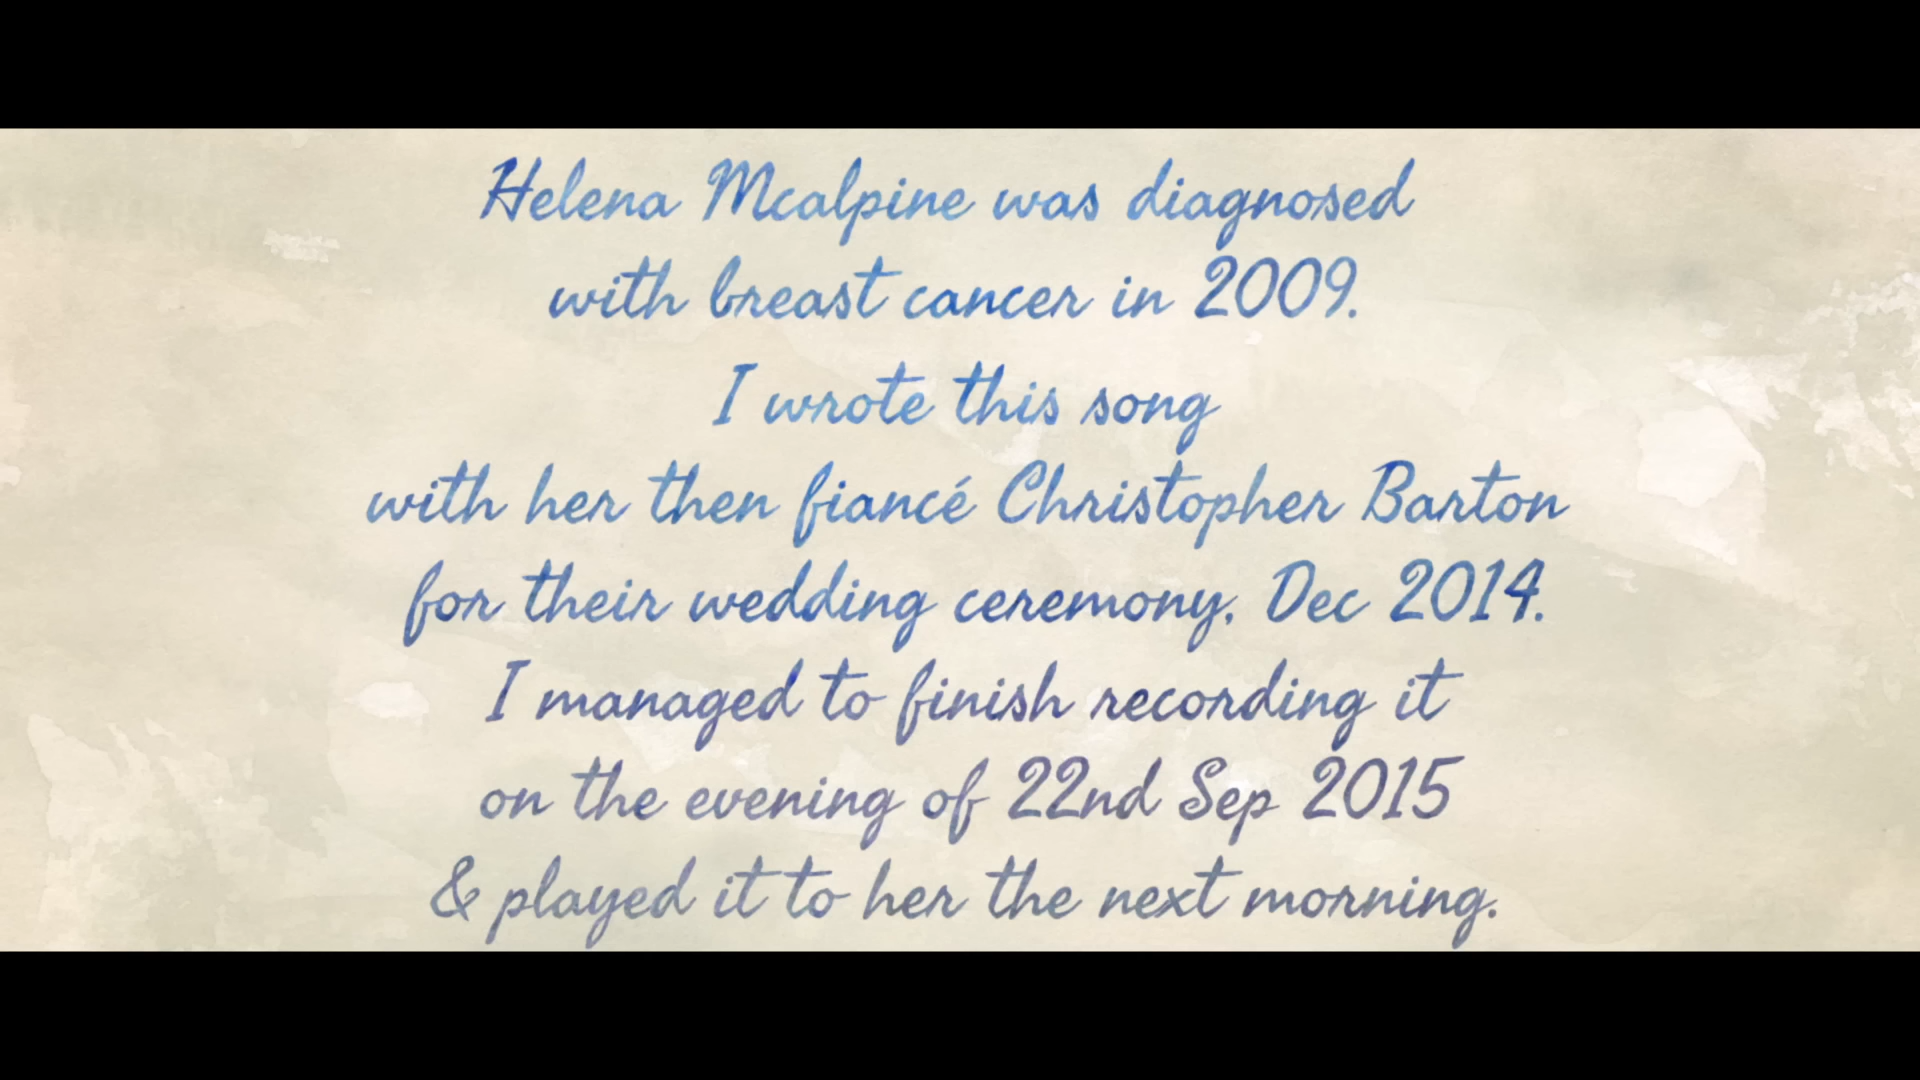 Helena Mcalpine was diagnosed
with breast cancer in 2009.
I wrote this song
with her then fiancé Christopher Barton
for their wedding ceremony, Dec 2014.
I managed to finish recording it
on the evening of 22nd Sep 2015
& played it to her the next morning.